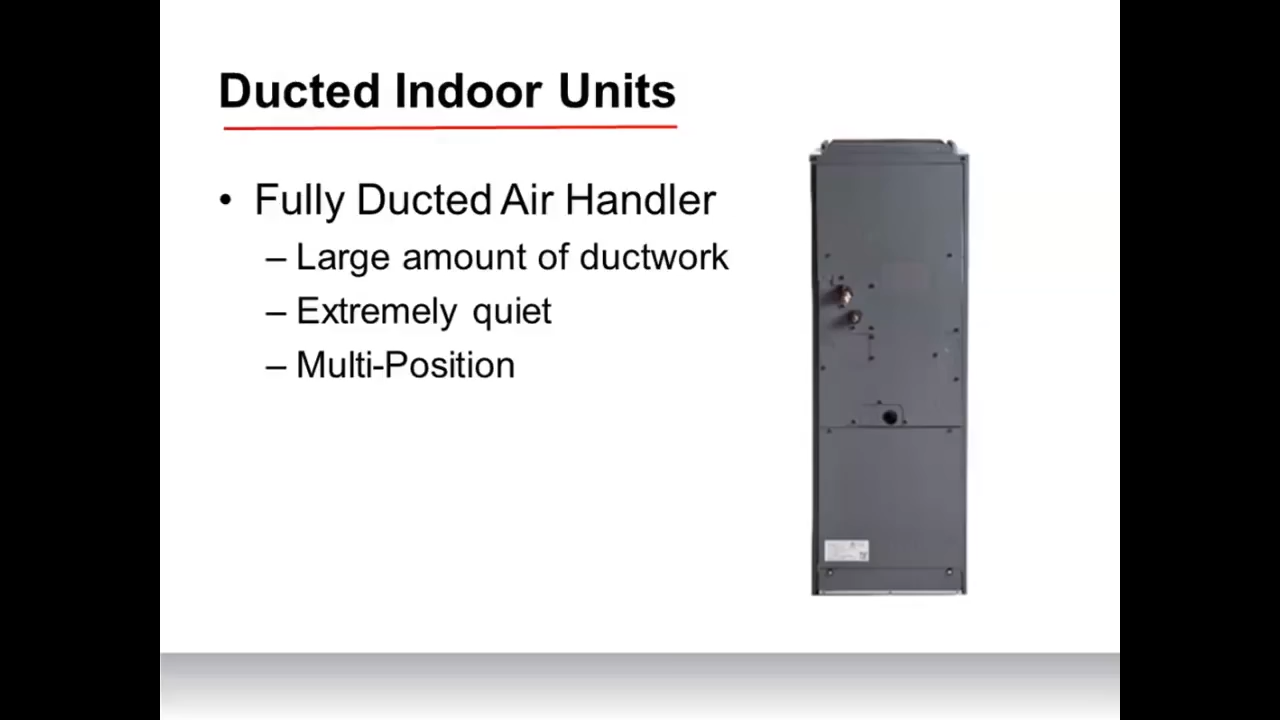 Ducted Indoor Units
• Fully Ducted Air Handler
– Large amount of ductwork
– Extremely quiet
– Multi-Position